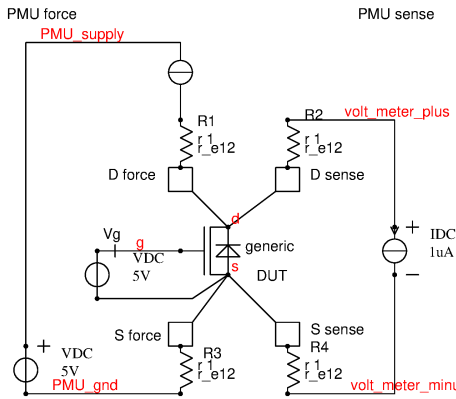 PMU force
PMU sense
PMU_supply
R1
r 1
r_e12
R2
r 1
r_e12
volt_meter_plus
D force
D sense
d
Vg
g
VDC
5V
generic
s
DUT
+
IDC
1uA
−
S force
S sense
+
VDC
5V
R3
r 1
r_e12
R4
r 1
r_e12
PMU_gnd
volt_meter_minu